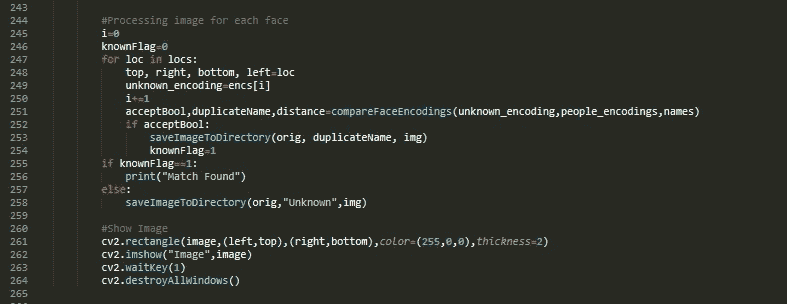 243
244 #Processing image for each face
245 i=0
246 knownFlag=0
247 for loc in locs:
248 top, right, bottom, left=loc
249 unknown_encoding=encs[i]
250 i+=1
251 acceptBool,duplicateName,distance=compareFaceEncodings(unknown_encoding,people_encodings,names)
252 if acceptBool:
253 saveImageToDirectory(orig, duplicateName, img)
254 knownFlag=1
255 if knownFlag==1:
256 print("Match Found")
257 else:
258 saveImageToDirectory(orig,"Unknown",img)
259
260 #Show Image
261 cv2.rectangle(image,(left,top),(right,bottom),color=(255,0,0),thickness=2)
262 cv2.imshow("Image",image)
263 cv2.waitKey(1)
264 cv2.destroyAllWindows()
265